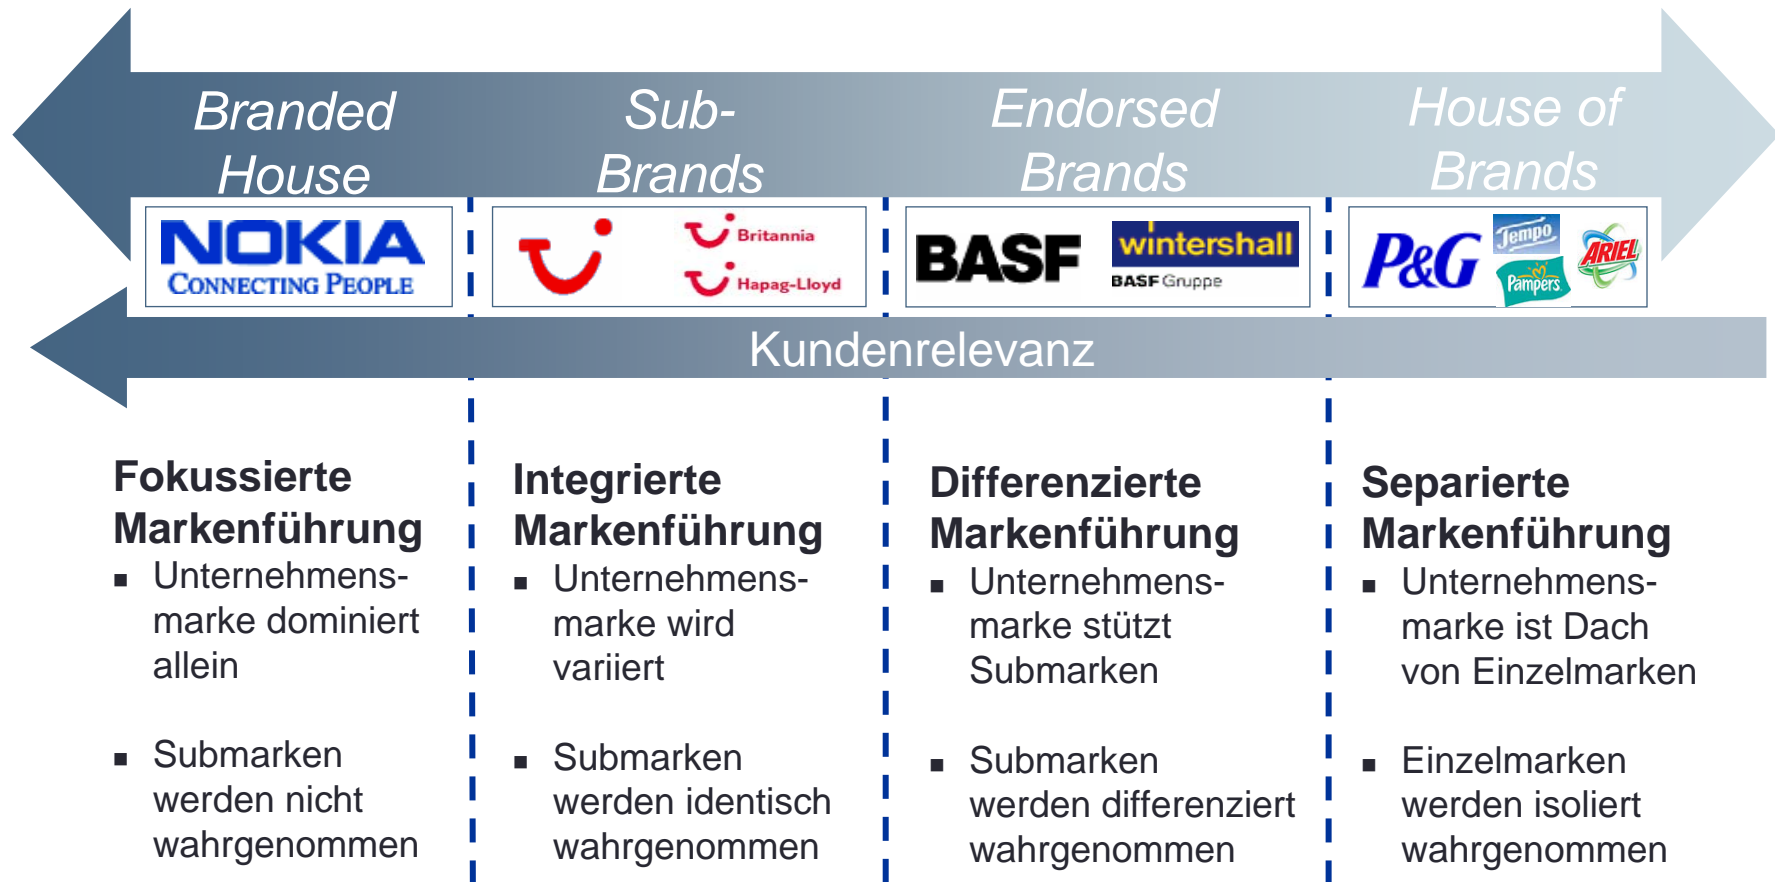 Branded
House
Sub-
Brands
Endorsed
Brands
House of
Brands
NOKIA
CONNECTING PEOPLE
Britannia
Hapag-Lloyd
BASF
wintershall
BASF Gruppe
P&G
Tempo
Pampers
ARIEL
Kundenrelevanz
Fokussierte
Markenführung
▪ Unternehmens-
marke dominiert
allein
▪ Submarken
werden nicht
wahrgenommen
Integrierte
Markenführung
▪ Unternehmens-
marke wird
variiert
▪ Submarken
werden identisch
wahrgenommen
Differenzierte
Markenführung
▪ Unternehmens-
marke stützt
Submarken
▪ Submarken
werden differenziert
wahrgenommen
Separierte
Markenführung
▪ Unternehmens-
marke ist Dach
von Einzelmarken
▪ Einzelmarken
werden isoliert
wahrgenommen